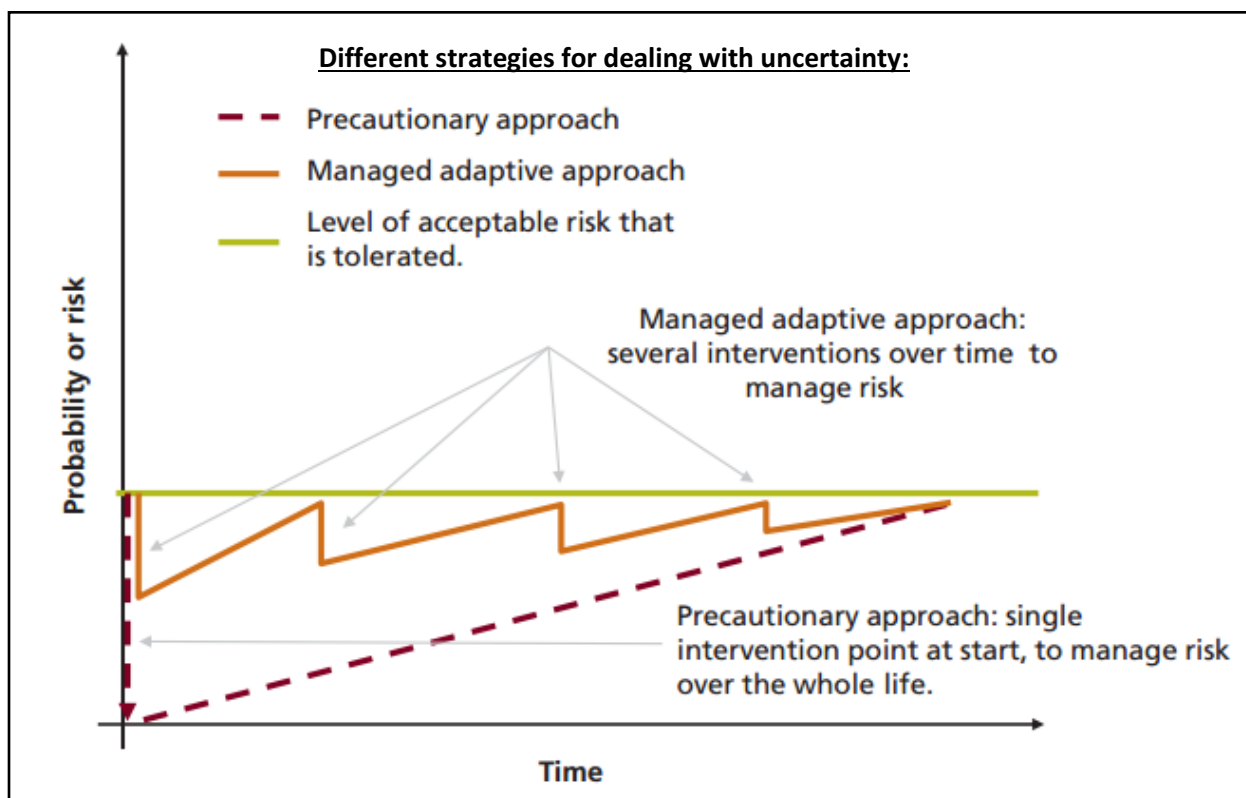 Different strategies for dealing with uncertainty:
Precautionary approach
Managed adaptive approach
Level of acceptable risk that
is tolerated.
Probability or risk
Managed adaptive approach:
several interventions over time to
manage risk
Precautionary approach: single
intervention point at start, to manage risk
over the whole life.
Time